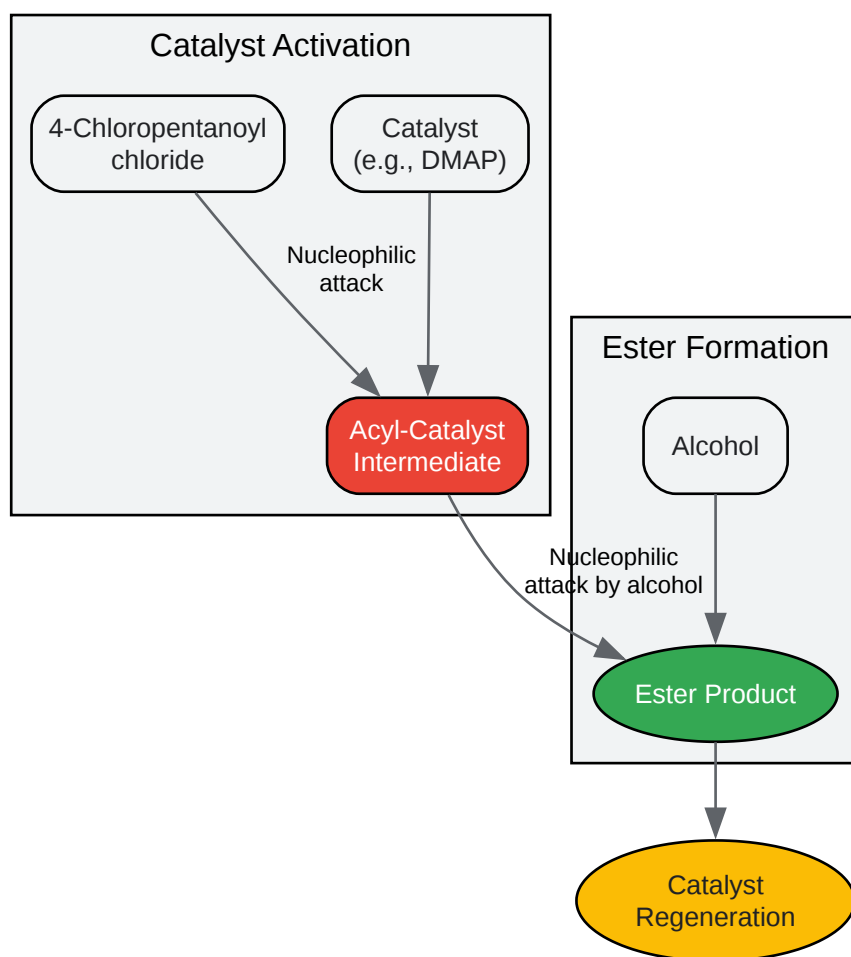 Catalyst Activation
4-Chloropentanoyl
chloride
Catalyst
(e.g., DMAP)
Nucleophilic
attack
Acyl-Catalyst
Intermediate
Ester Formation
Alcohol
Nucleophilic
attack by alcohol
Ester Product
Catalyst
Regeneration